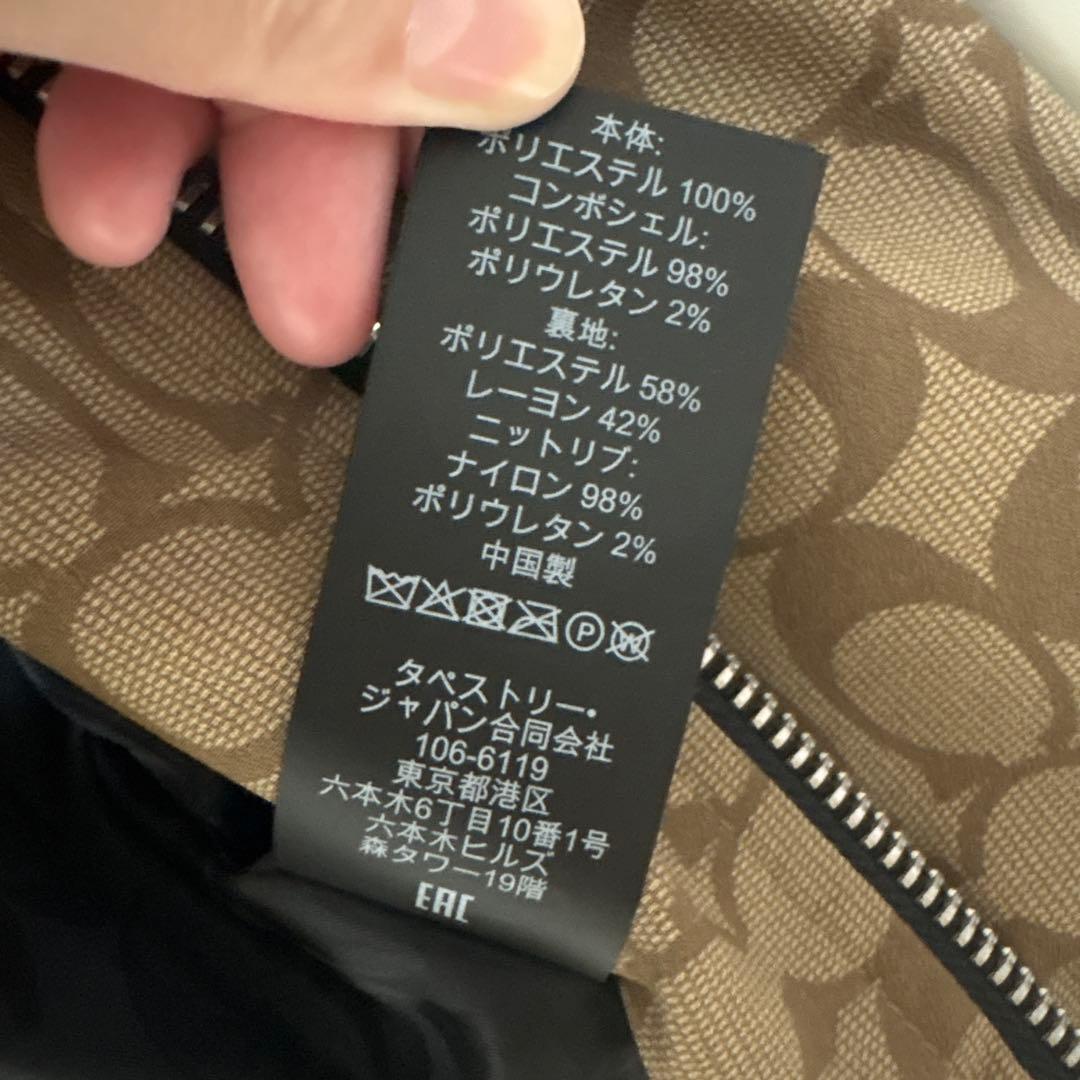 本体:
ポリエステル 100%
コンポシェル:
ポリエステル 98%
ポリウレタン 2%
裏地:
ポリエステル 58%
レーヨン 42%
ニットリブ:
ナイロン 98%
ポリウレタン 2%
中国製
P W
タペストリー・
ジャパン合同会社
106-6119
東京都港区
六本木6丁目10番1号
六本木ヒルズ
森タワー19階
EAC